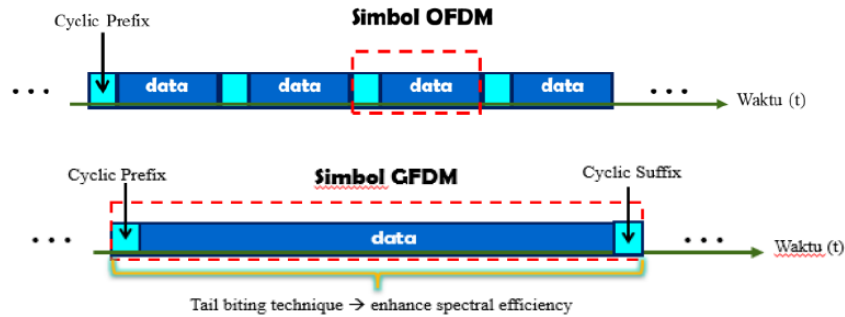 Simbol OFDM
Cyclic Prefix
data data data data
... ...
Waktu (t)
Simbol GFDM
Cyclic Prefix
Cyclic Suffix
... data ...
Waktu (t)
Tail biting technique → enhance spectral efficiency